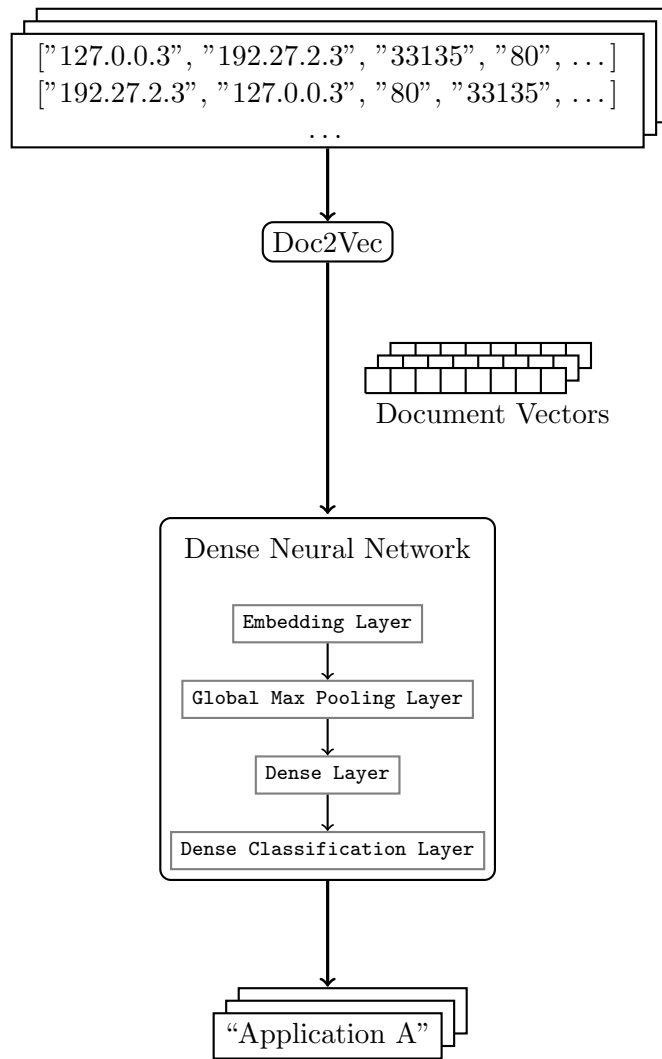 ["127.0.0.3", "192.27.2.3", "33135", "80", ...]
["192.27.2.3", "127.0.0.3", "80", "33135", ...]
...
Doc2Vec
Document Vectors
Dense Neural Network
Embedding Layer
Global Max Pooling Layer
Dense Layer
Dense Classification Layer
“Application A”